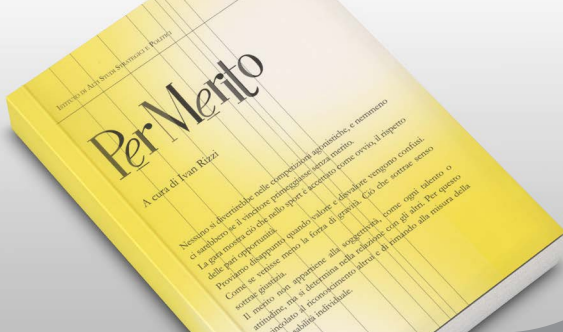 Istituto di Alti Studi Strategici e Politici
Per Merito
A cura di Ivan Rizzi
Nessuno si divertirebbe nelle competizioni agonistiche, e nemmeno
ci sarebbero se il vincitore primeggiasse senza merito.
La gara mostra ciò che nello sport è accettato come ovvio, il rispetto
delle pari opportunità.
Proviamo disappunto quando valore e disvalore vengono confusi.
Come se venisse meno la forza di gravità. Ciò che sottrae senso
sottrae giustizia.
Il merito non appartiene alla soggettività, come ogni talento o
attitudine, ma si determina nella relazione con gli altri. Per questo
al riconoscimento altrui e di rimando alla misura della
individuale.